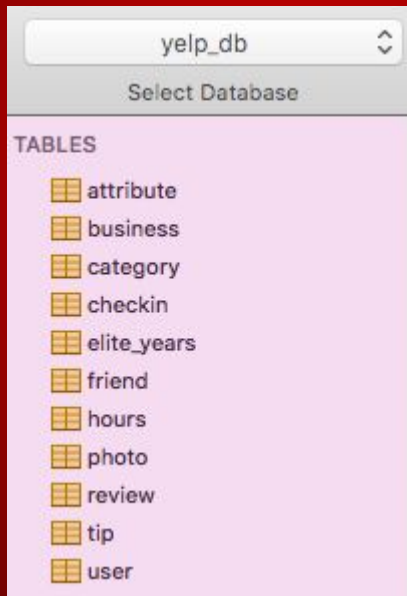 yelp_db
Select Database
TABLES
attribute
business
category
checkin
elite_years
friend
hours
photo
review
tip
user